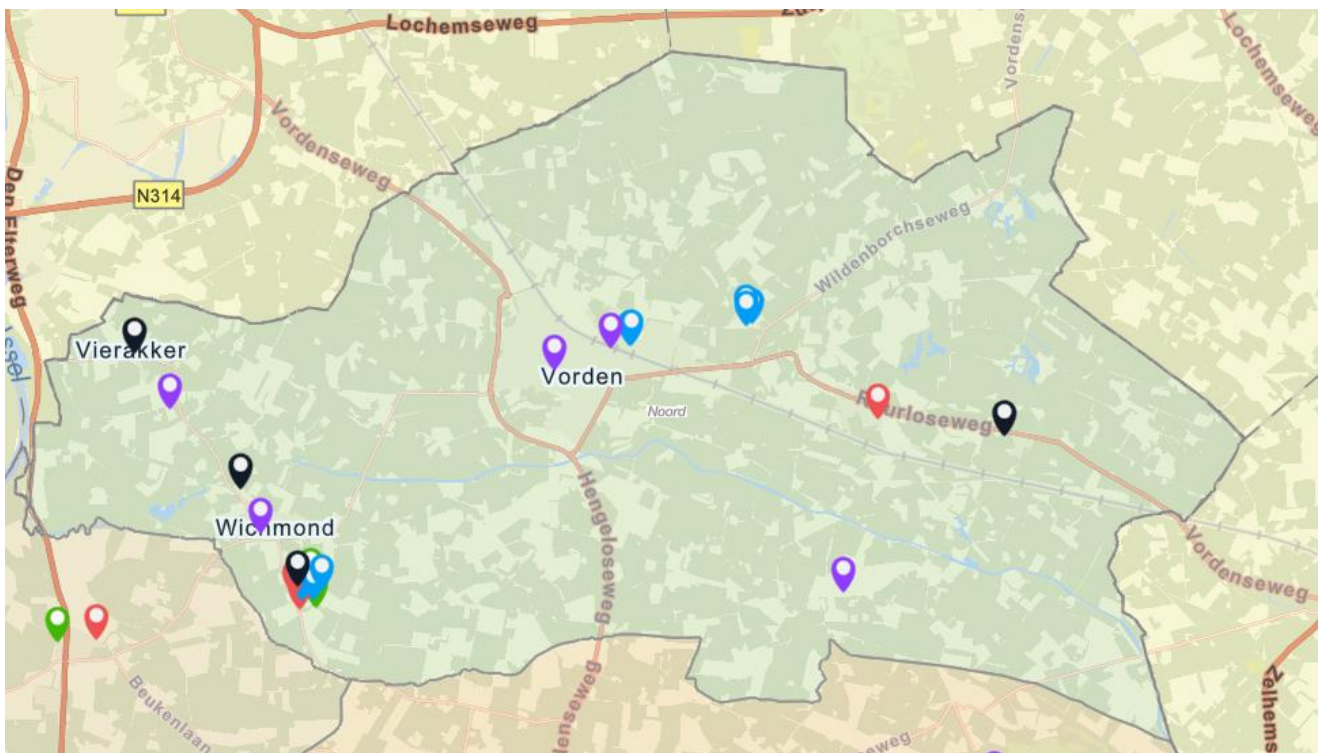 Lochemseweg
Vordenseweg
N314
Den Elterweg
Lochemseweg
Wildenborchseweg
Vierakker
Vorden
Noord
Ruurloseweg
Wichmond
Hengeloseweg
Vordenseweg
Beukenlaan